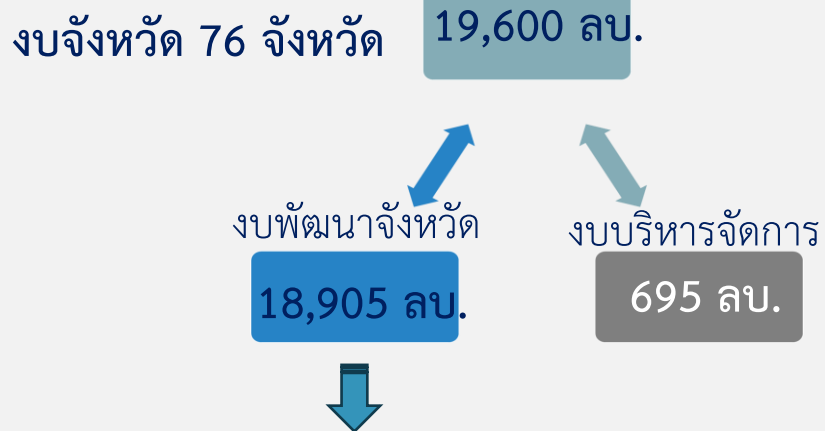 งบจังหวัด 76 จังหวัด
19,600 ลบ.
งบพัฒนาจังหวัด
งบบริหารจัดการ
18,905 ลบ.
695 ลบ.